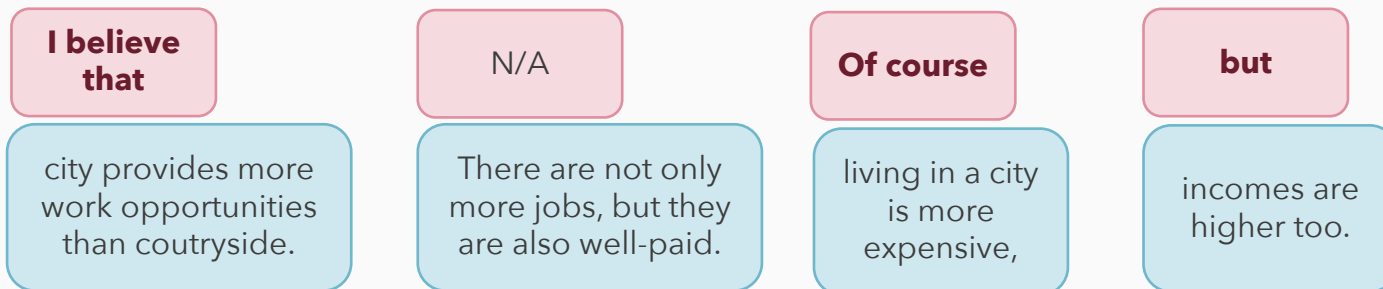 I believe
that
city provides more
work opportunities
than coutryside.
N/A
There are not only
more jobs, but they
are also well-paid.
Of course
living in a city
is more
expensive,
but
incomes are
higher too.